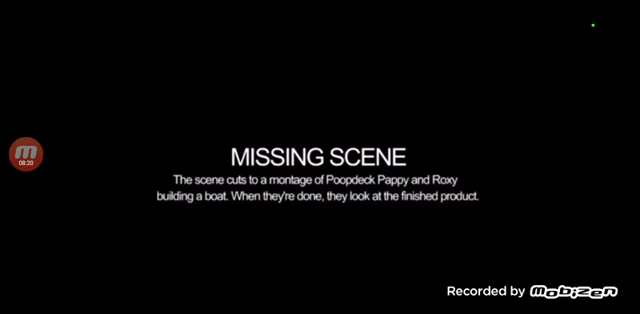 MISSING SCENE
The scene cuts to a montage of Poopdeck Pappy and Roxy
building a boat. When they're done, they look at the finished product.
08:20
Recorded by Mobizen